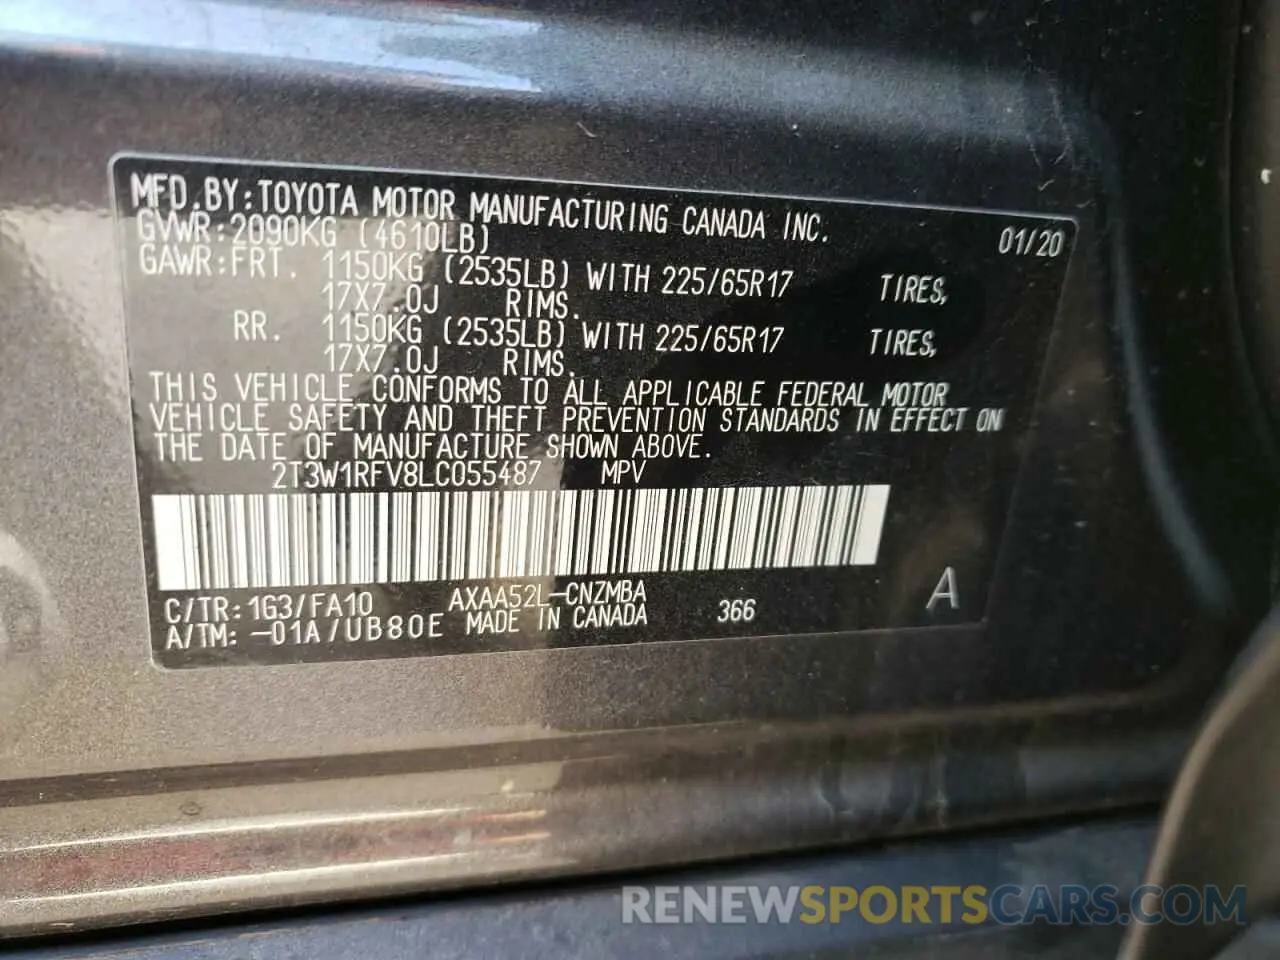 MFD.BY:TOYOTA MOTOR MANUFACTURING CANADA INC.
GVWR:2090KG (4610LB) 01/20
GAWR:FRT. 1150KG (2535LB) WITH 225/65R17 TIRES,
17X7.0J RIMS.
RR. 1150KG (2535LB) WITH 225/65R17 TIRES,
17X7.0J RIMS.
THIS VEHICLE CONFORMS TO ALL APPLICABLE FEDERAL MOTOR
VEHICLE SAFETY AND THEFT PREVENTION STANDARDS IN EFFECT ON
THE DATE OF MANUFACTURE SHOWN ABOVE.
2T3W1RFV8LC055487 MPV
C/TR:1G3/FA10 AXAA52L-CNZMBA 366 A
A/TM:-01A/UB80E MADE IN CANADA
RENEWSPORTSCARS.COM